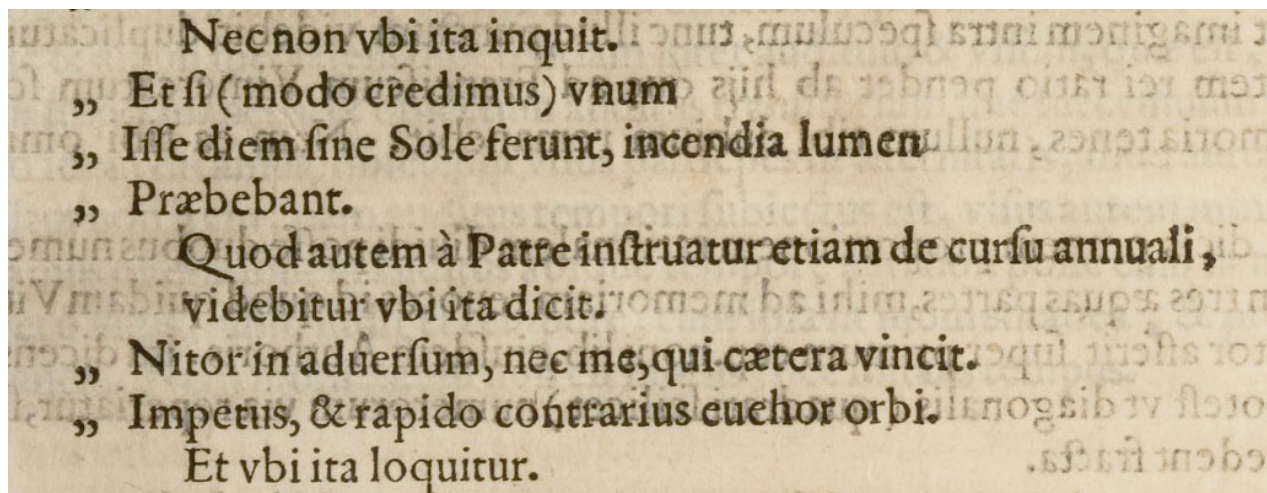 Nec non vbi ita inquit.
„ Et ſi ( modo credimus) vnum
„ Iſſe diem ſine Sole ferunt, incendia lumen
„ Præbebant.
Quod autem à Patre inſtruatur etiam de curſu annuali,
videbitur vbi ita dicit.
„ Nitor in aduerſum, nec me, qui cætera vincit.
„ Impetus, & rapido contrarius euehor orbi.
Et vbi ita loquitur.